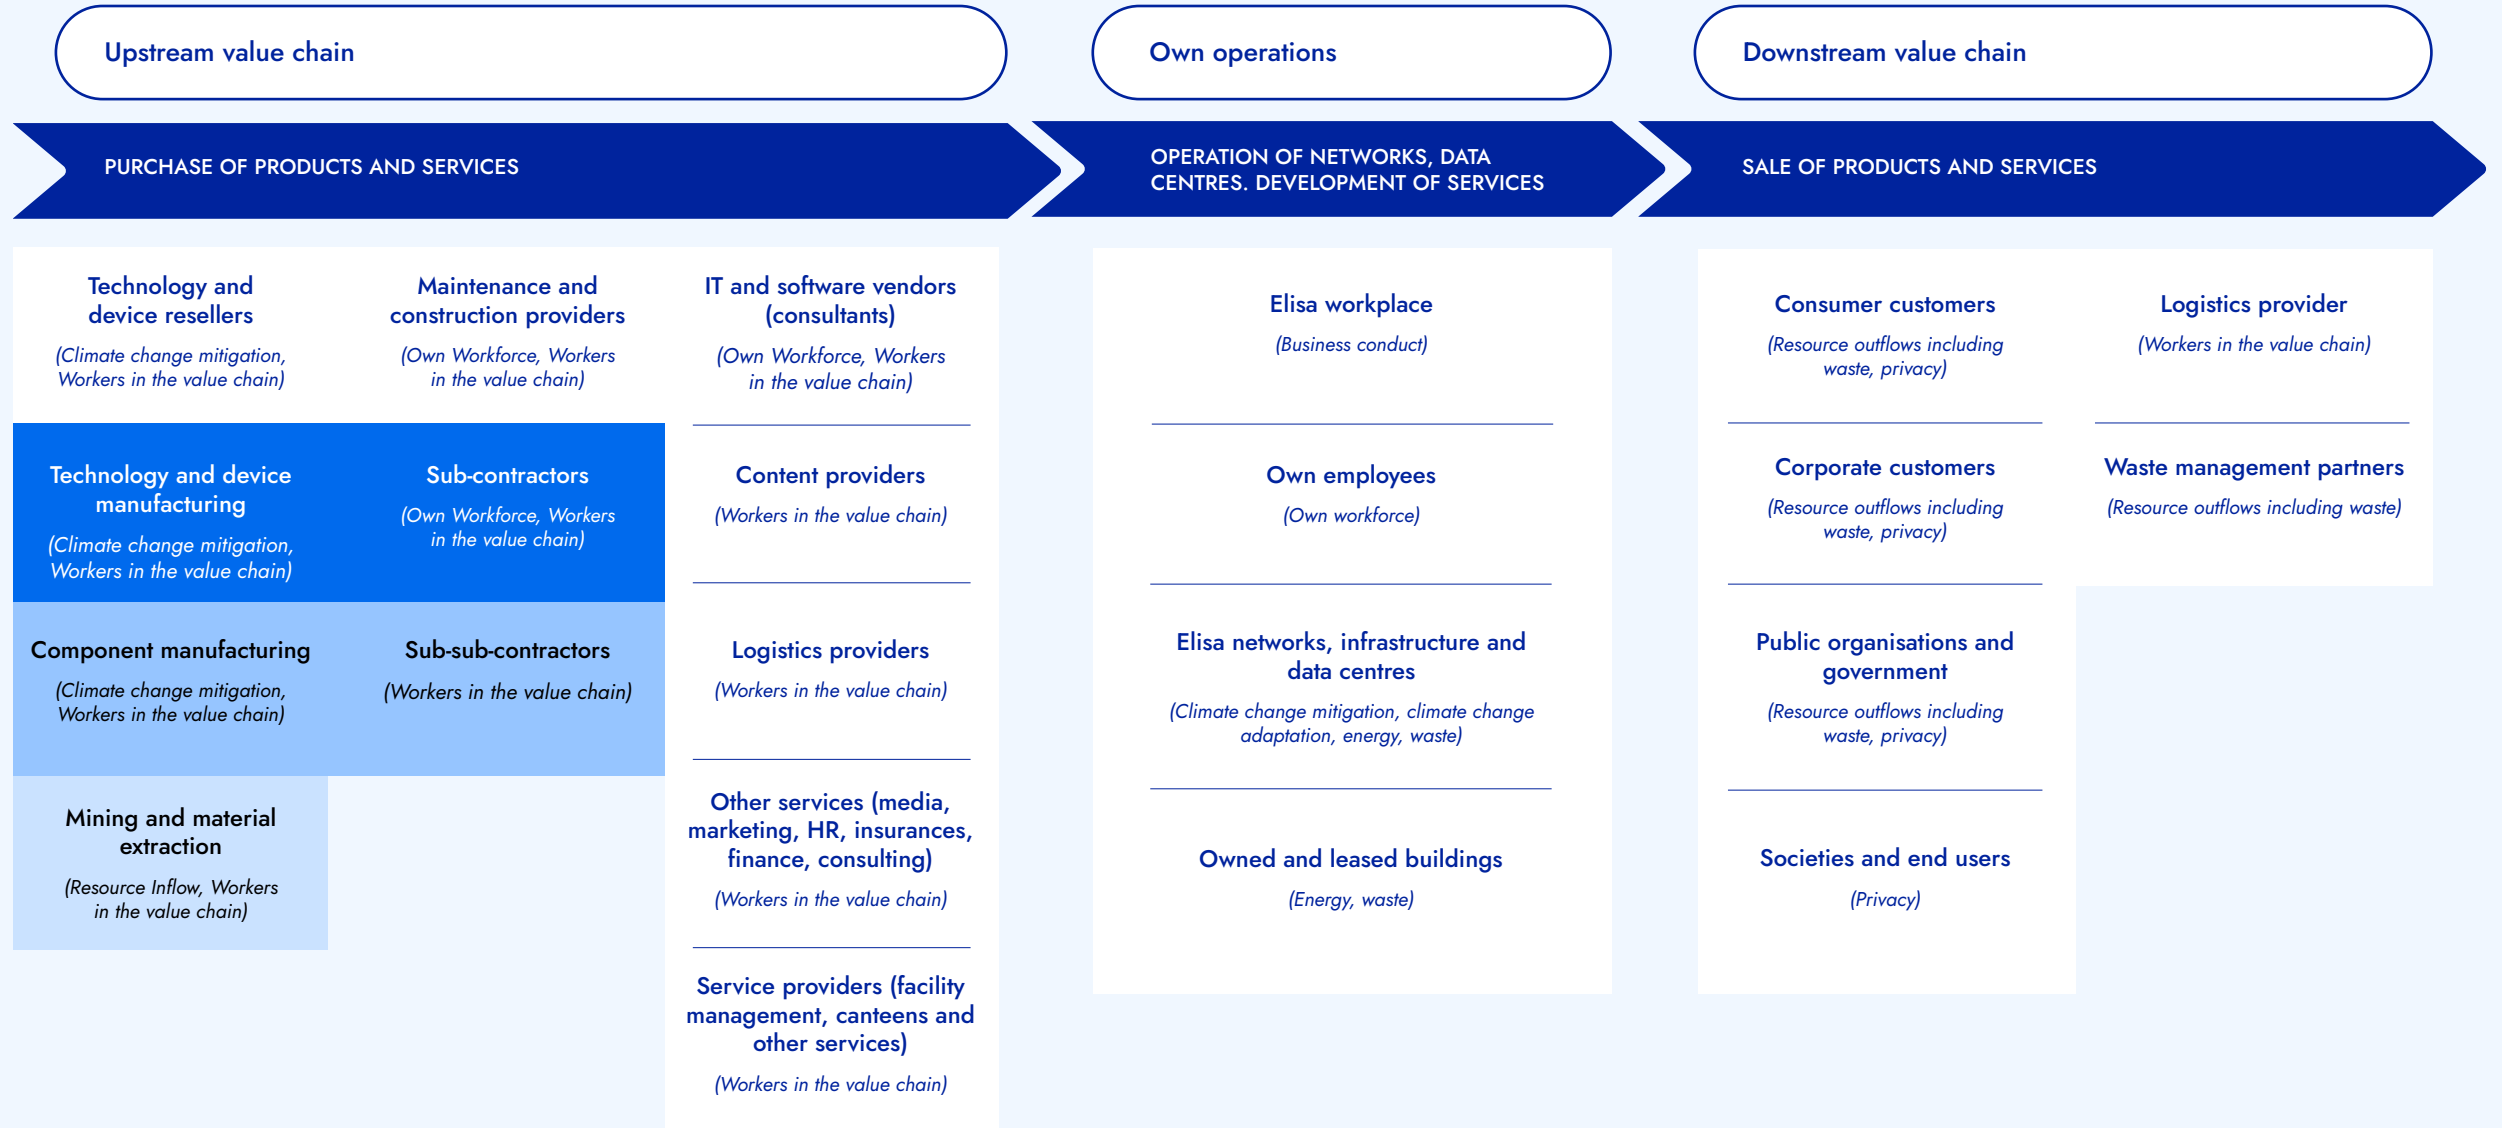 Upstream value chain
Own operations
Downstream value chain
PURCHASE OF PRODUCTS AND SERVICES
OPERATION OF NETWORKS, DATA
CENTRES. DEVELOPMENT OF SERVICES
SALE OF PRODUCTS AND SERVICES
Technology and
device resellers
(Climate change mitigation,
Workers in the value chain)
Technology and device
manufacturing
(Climate change mitigation,
Workers in the value chain)
Component manufacturing
(Climate change mitigation,
Workers in the value chain)
Mining and material
extraction
(Resource Inflow, Workers
in the value chain)
Maintenance and
construction providers
(Own Workforce, Workers
in the value chain)
Sub-contractors
(Own Workforce, Workers
in the value chain)
Sub-sub-contractors
(Workers in the value chain)
IT and software vendors
(consultants)
(Own Workforce, Workers
in the value chain)
Content providers
(Workers in the value chain)
Logistics providers
(Workers in the value chain)
Other services (media,
marketing, HR, insurances,
finance, consulting)
(Workers in the value chain)
Service providers (facility
management, canteens and
other services)
(Workers in the value chain)
Elisa workplace
(Business conduct)
Own employees
(Own workforce)
Elisa networks, infrastructure and
data centres
(Climate change mitigation, climate change
adaptation, energy, waste)
Owned and leased buildings
(Energy, waste)
Consumer customers
(Resource outflows including
waste, privacy)
Corporate customers
(Resource outflows including
waste, privacy)
Public organisations and
government
(Resource outflows including
waste, privacy)
Societies and end users
(Privacy)
Logistics provider
(Workers in the value chain)
Waste management partners
(Resource outflows including waste)